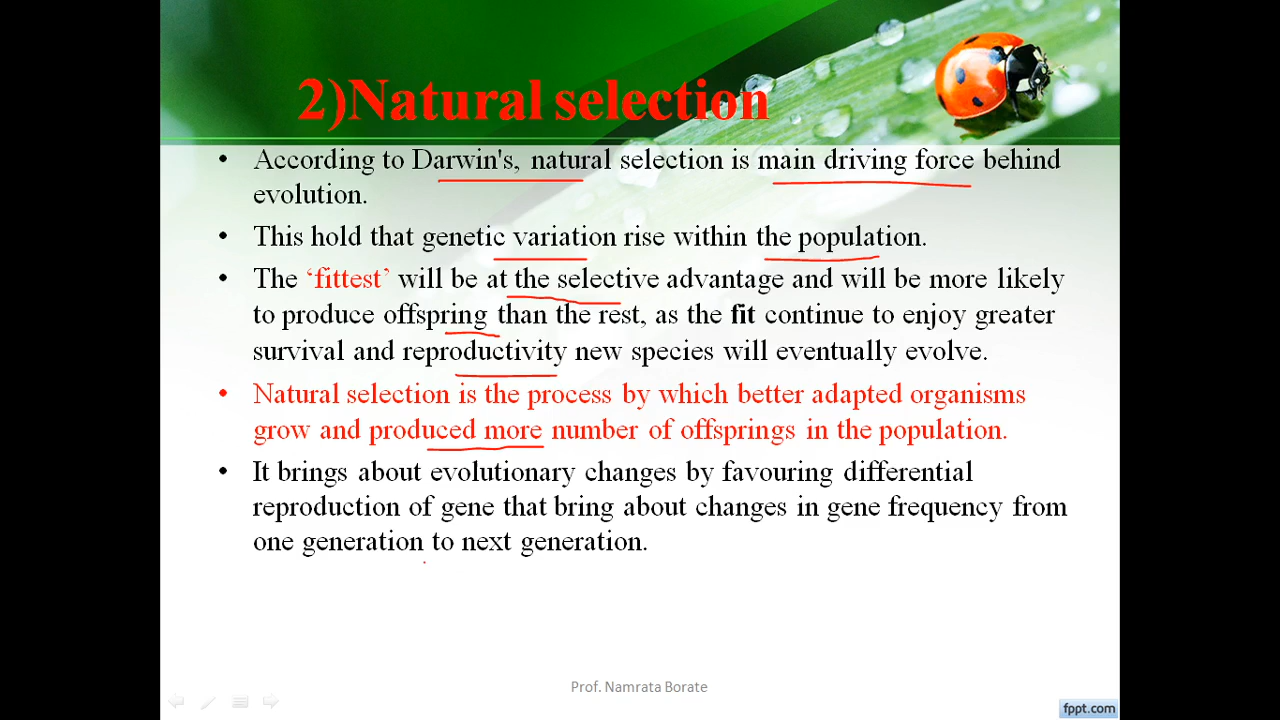 2)Natural selection
• According to Darwin's, natural selection is main driving force behind
evolution.
• This hold that genetic variation rise within the population.
• The ‘fittest’ will be at the selective advantage and will be more likely
to produce offspring than the rest, as the fit continue to enjoy greater
survival and reproductivity new species will eventually evolve.
• Natural selection is the process by which better adapted organisms
grow and produced more number of offsprings in the population.
• It brings about evolutionary changes by favouring differential
reproduction of gene that bring about changes in gene frequency from
one generation to next generation.
Prof. Namrata Borate
fppt.com